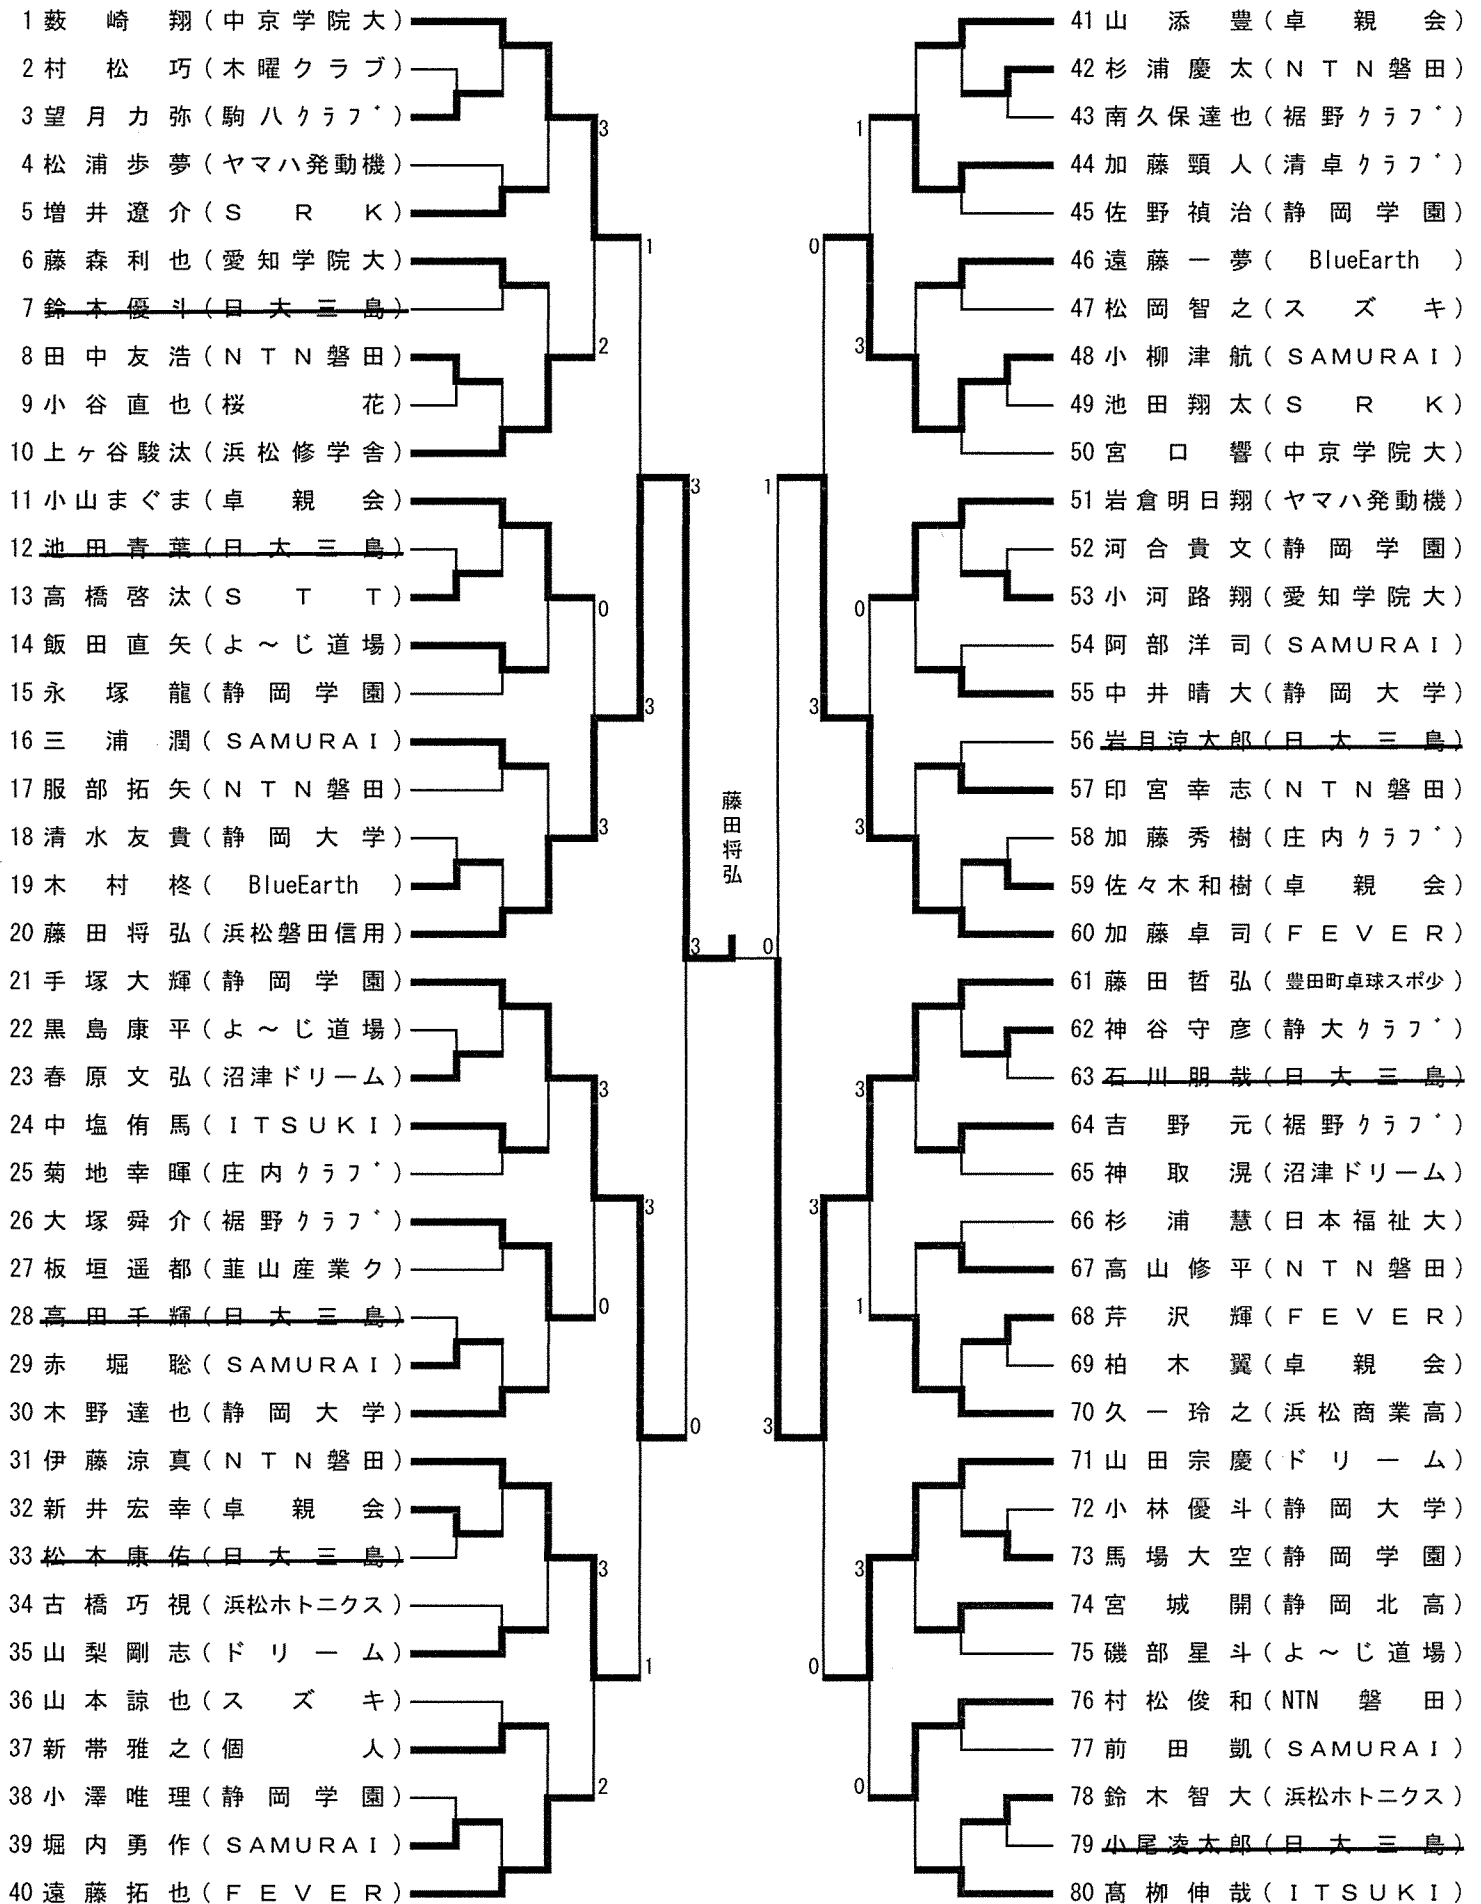 1 薮崎翔 (中京学院大)
2 村松巧 (木曜クラブ)
3 望月力弥 (駒八クラブ)
4 松浦歩夢 (ヤマハ発動機)
5 増井遼介 (SRK)
6 藤森利也 (愛知学院大)
7 鈴木優斗 (日大三島)
8 田中友浩 (NTN磐田)
9 小谷直也 (桜花)
10 上ヶ谷駿汰 (浜松修学舎)
11 小山まぐま (卓親会)
12 池田青葉 (日大三島)
13 高橋啓汰 (STT)
14 飯田直矢 (よ~じ道場)
15 永塚龍 (静岡学園)
16 三浦潤 (SAMURAI)
17 服部拓矢 (NTN磐田)
18 清水友貴 (静岡大学)
19 木村柊 (BlueEarth)
20 藤田将弘 (浜松磐田信用)
21 手塚大輝 (静岡学園)
22 黒島康平 (よ~じ道場)
23 春原文弘 (沼津ドリーム)
24 中塩侑馬 (ITSUKI)
25 菊地幸暉 (庄内クラブ)
26 大塚舜介 (裾野クラブ)
27 板垣遥都 (韮山産業ク)
28 高田千輝 (日大三島)
29 赤堀聡 (SAMURAI)
30 木野達也 (静岡大学)
31 伊藤涼真 (NTN磐田)
32 新井宏幸 (卓親会)
33 松本康佑 (日大三島)
34 古橋巧視 (浜松ホトニクス)
35 山梨剛志 (ドリーム)
36 山本諒也 (スズキ)
37 新帯雅之 (個人)
38 小澤唯理 (静岡学園)
39 堀内勇作 (SAMURAI)
40 遠藤拓也 (FEVER)
3
1
2
3
0
3
3
3
3
3
0
0
3
1
2
藤田将弘
0
1
0
3
1
0
3
3
3
3
1
3
3
0
0
41 山添豊 (卓親会)
42 杉浦慶太 (NTN磐田)
43 南久保達也 (裾野クラブ)
44 加藤頸人 (清卓クラブ)
45 佐野禎治 (静岡学園)
46 遠藤一夢 (BlueEarth)
47 松岡智之 (スズキ)
48 小柳津航 (SAMURAI)
49 池田翔太 (SRK)
50 宮口響 (中京学院大)
51 岩倉明日翔 (ヤマハ発動機)
52 河合貴文 (静岡学園)
53 小河路翔 (愛知学院大)
54 阿部洋司 (SAMURAI)
55 中井晴大 (静岡大学)
56 岩月涼太郎 (日大三島)
57 印宮幸志 (NTN磐田)
58 加藤秀樹 (庄内クラブ)
59 佐々木和樹 (卓親会)
60 加藤卓司 (FEVER)
61 藤田哲弘 (豊田町卓球スポ少)
62 神谷守彦 (静大クラブ)
63 石川朋哉 (日大三島)
64 吉野元 (裾野クラブ)
65 神取滉 (沼津ドリーム)
66 杉浦慧 (日本福祉大)
67 高山修平 (NTN磐田)
68 芹沢輝 (FEVER)
69 柏木翼 (卓親会)
70 久一玲之 (浜松商業高)
71 山田宗慶 (ドリーム)
72 小林優斗 (静岡大学)
73 馬場大空 (静岡学園)
74 宮城開 (静岡北高)
75 磯部星斗 (よ~じ道場)
76 村松俊和 (NTN磐田)
77 前田凱 (SAMURAI)
78 鈴木智大 (浜松ホトニクス)
79 小尾凌太郎 (日大三島)
80 髙栁伸哉 (ITSUKI)